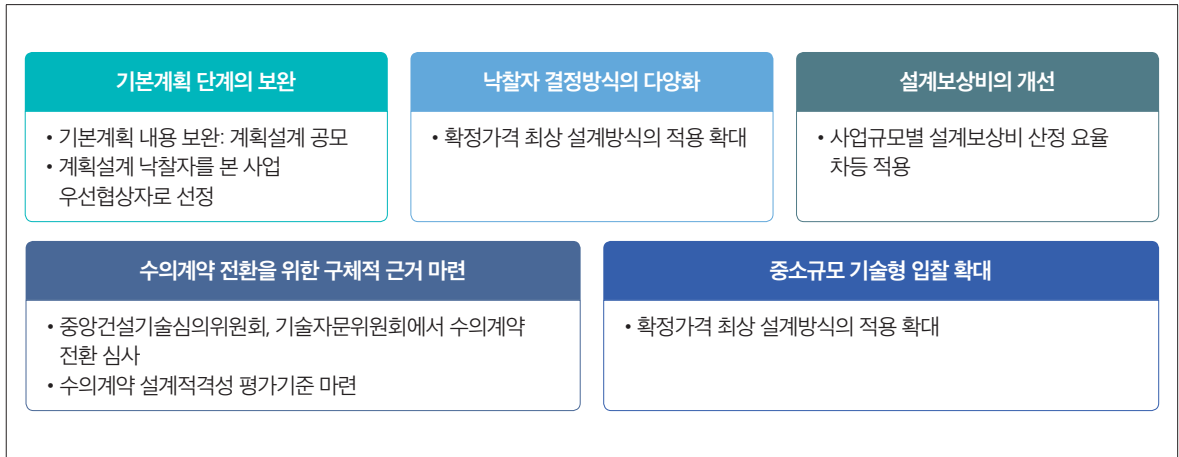 기본계획 단계의 보완
• 기본계획 내용 보완: 계획설계 공모
• 계획설계 낙찰자를 본 사업
우선협상자로 선정
낙찰자 결정방식의 다양화
• 확정가격 최상 설계방식의 적용 확대
설계보상비의 개선
• 사업규모별 설계보상비 산정 요율
차등 적용
수의계약 전환을 위한 구체적 근거 마련
• 중앙건설기술심의위원회, 기술자문위원회에서 수의계약
전환 심사
• 수의계약 설계적격성 평가기준 마련
중소규모 기술형 입찰 확대
• 확정가격 최상 설계방식의 적용 확대